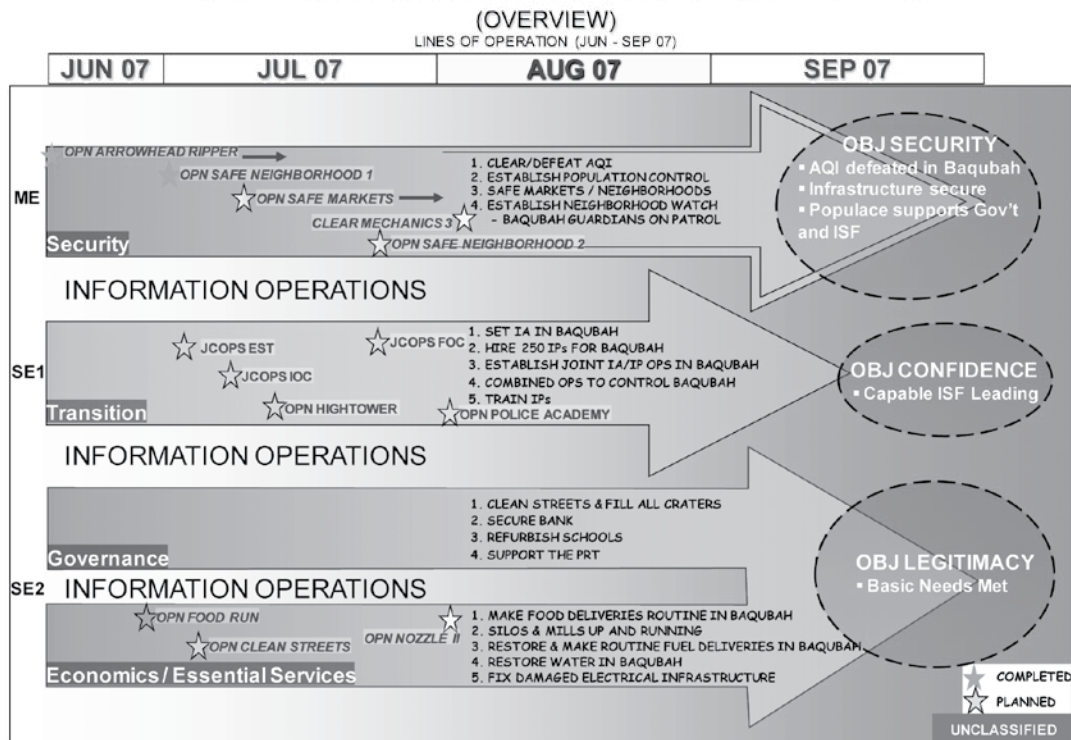 (OVERVIEW)
LINES OF OPERATION (JUN - SEP 07)
JUN 07 JUL 07 AUG 07 SEP 07
ME
OPN ARROWHEAD RIPPER
OPN SAFE NEIGHBORHOOD 1
OPN SAFE MARKETS
CLEAR MECHANICS 3
OPN SAFE NEIGHBORHOOD 2
Security
1. CLEAR/DEFEAT AQI
2. ESTABLISH POPULATION CONTROL
3. SAFE MARKETS / NEIGHBORHOODS
4. ESTABLISH NEIGHBORHOOD WATCH
- BAQUBAH GUARDIANS ON PATROL
OBJ SECURITY
▪ AQI defeated in Baqubah
▪ Infrastructure secure
▪ Populace supports Gov't
and ISF
INFORMATION OPERATIONS
SE1
JCOPS EST
JCOPS FOC
JCOPS IOC
OPN HIGHTOWER
OPN POLICE ACADEMY
Transition
1. SET IA IN BAQUBAH
2. HIRE 250 IPs FOR BAQUBAH
3. ESTABLISH JOINT IA/IP OPS IN BAQUBAH
4. COMBINED OPS TO CONTROL BAQUBAH
5. TRAIN IPs
OBJ CONFIDENCE
▪ Capable ISF Leading
INFORMATION OPERATIONS
Governance
1. CLEAN STREETS & FILL ALL CRATERS
2. SECURE BANK
3. REFURBISH SCHOOLS
4. SUPPORT THE PRT
OBJ LEGITIMACY
▪ Basic Needs Met
SE2
INFORMATION OPERATIONS
OPN FOOD RUN
OPN CLEAN STREETS
OPN NOZZLE II
Economics / Essential Services
1. MAKE FOOD DELIVERIES ROUTINE IN BAQUBAH
2. SILOS & MILLS UP AND RUNNING
3. RESTORE & MAKE ROUTINE FUEL DELIVERIES IN BAQUBAH
4. RESTORE WATER IN BAQUBAH
5. FIX DAMAGED ELECTRICAL INFRASTRUCTURE
COMPLETED
PLANNED
UNCLASSIFIED